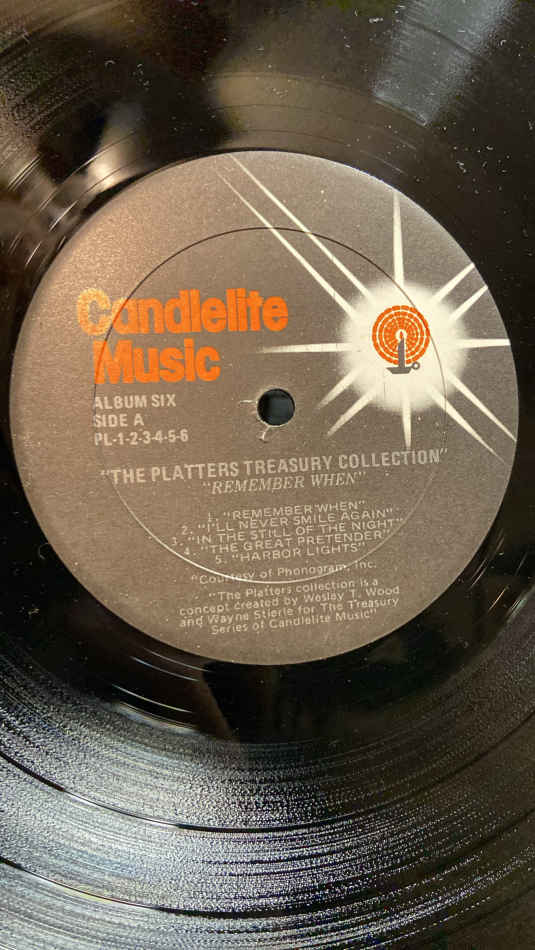 Candlelite
Music
ALBUM SIX
SIDE A
PL-1-2-3-4-5-6
"THE PLATTERS TREASURY COLLECTION"
"REMEMBER WHEN"
1. "REMEMBER WHEN"
2. "I'LL NEVER SMILE AGAIN"
3. "IN THE STILL OF THE NIGHT"
4. "THE GREAT PRETENDER"
5. "HARBOR LIGHTS"
"Courtesy of Phonogram, Inc.
"The Platters collection is a
concept created by Wesley T. Wood
and Wayne Stierle for The Treasury
Series of Candlelite Music"